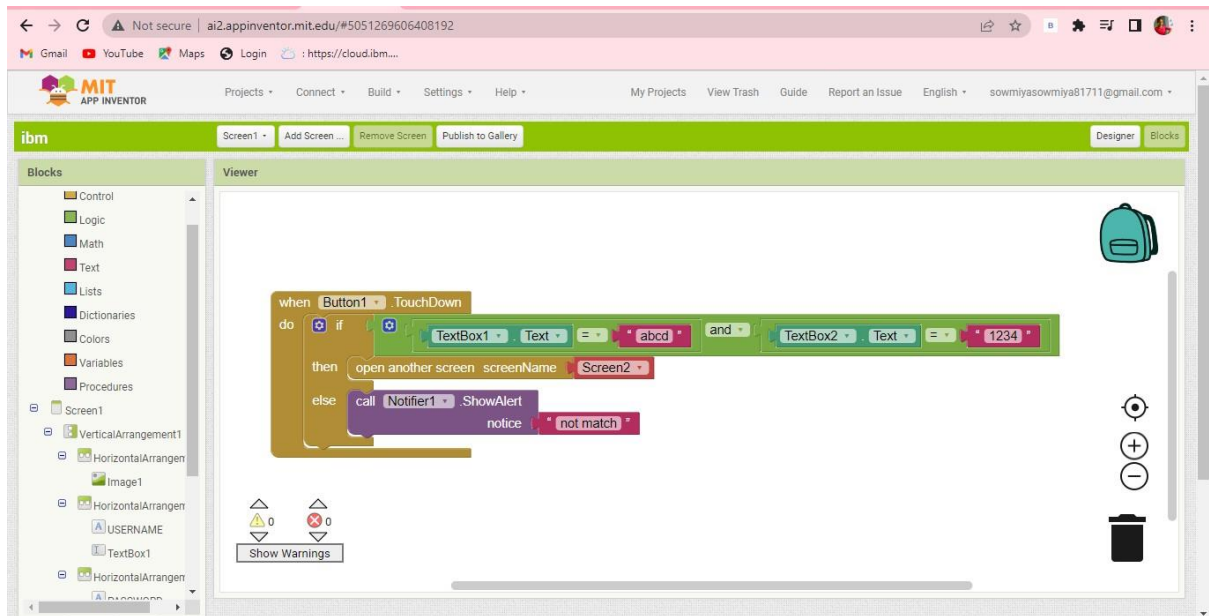 Not secure | ai2.appinventor.mit.edu/#5051269606408192
Gmail YouTube Maps Login : https://cloud.ibm....
MIT
APP INVENTOR
Projects Connect Build Settings Help My Projects View Trash Guide Report an Issue English sowmiyasowmiya81711@gmail.com
ibm Screen1 Add Screen ... Remove Screen Publish to Gallery Designer Blocks
Blocks
Control
Logic
Math
Text
Lists
Dictionaries
Colors
Variables
Procedures
Screen1
VerticalArrangement1
HorizontalArrangem
Image1
HorizontalArrangem
USERNAME
TextBox1
HorizontalArrangem
PASSWORD
Viewer
when Button1 .TouchDown
do if TextBox1 . Text = " abcd " and TextBox2 . Text = " 1234 "
then open another screen screenName Screen2
else call Notifier1 .ShowAlert
notice " not match "
0 0
Show Warnings